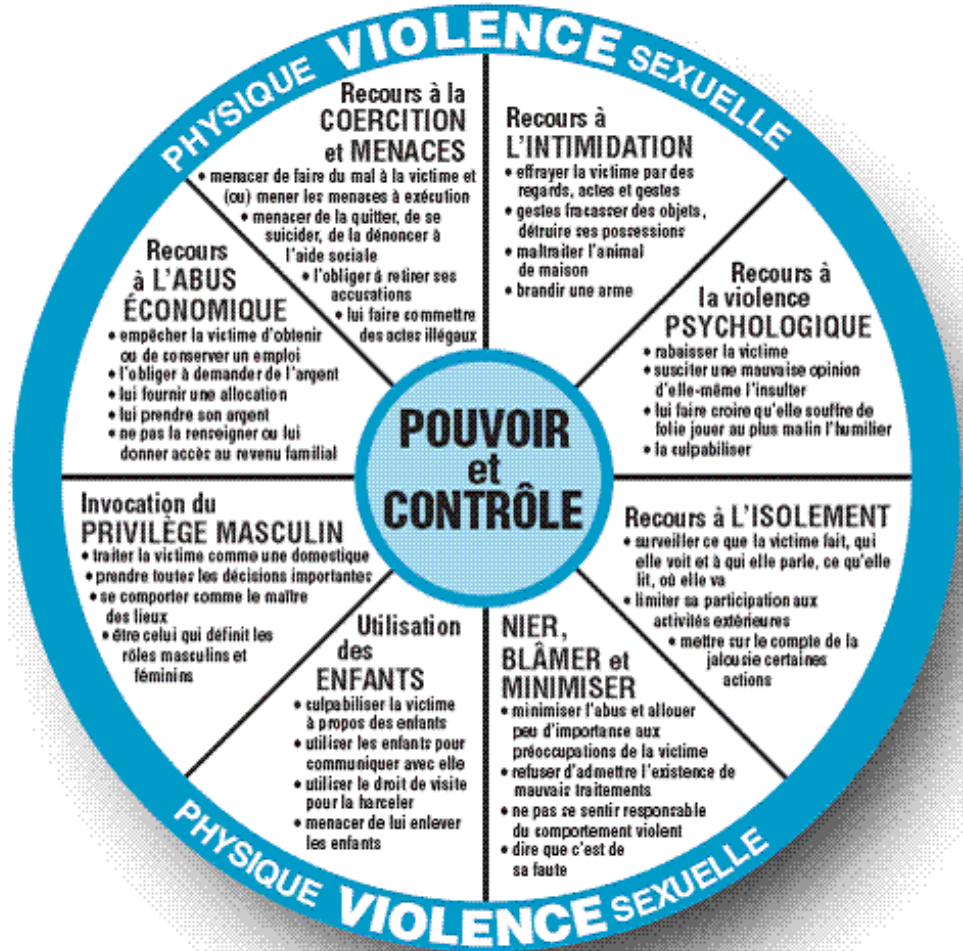 PHYSIQUE VIOLENCE SEXUELLE
Recours à la
COERCITION
et MENACES
• menacer de faire du mal à la victime et
(ou) mener les menaces à exécution
• menacer de la quitter, de se
suicider, de la dénoncer à
l'aide sociale
• l'obliger à retirer ses
accusations
• lui faire commettre
des actes illégaux
Recours à
L'INTIMIDATION
• effrayer la victime par des
regards, actes et gestes
• gestes fracasser des objets,
détruire ses possessions
• maltraiter l'animal
de maison
• brandir une arme
Recours à
la violence
PSYCHOLOGIQUE
• rabaisser la victime
• susciter une mauvaise opinion
d'elle-même l'insulter
• lui faire croire qu'elle souffre de
folie jouer au plus malin l'humilier
• la culpabiliser
Recours à L'ISOLEMENT
• surveiller ce que la victime fait, qui
elle voit et à qui elle parle, ce qu'elle
lit, où elle va
• limiter sa participation aux
activités extérieures
• mettre sur le compte de la
jalousie certaines
actions
NIER,
BLÂMER et
MINIMISER
• minimiser l'abus et allouer
peu d'importance aux
préoccupations de la victime
• refuser d'admettre l'existence de
mauvais traitements
• ne pas se sentir responsable
du comportement violent
• dire que c'est de
sa faute
Utilisation
des
ENFANTS
• culpabiliser la victime
à propos des enfants
• utiliser les enfants pour
communiquer avec elle
• utiliser le droit de visite
pour la harceler
• menacer de lui enlever
les enfants
Invocation du
PRIVILÈGE MASCULIN
• traiter la victime comme une domestique
• prendre toutes les décisions importantes
• se comporter comme le maître
des lieux
• être celui qui définit les
rôles masculins et
féminins
Recours
à L'ABUS
ÉCONOMIQUE
• empêcher la victime d'obtenir
ou de conserver un emploi
• l'obliger à demander de l'argent
• lui fournir une allocation
• lui prendre son argent
• ne pas la renseigner ou lui
donner accès au revenu familial
POUVOIR
et
CONTRÔLE
PHYSIQUE VIOLENCE SEXUELLE